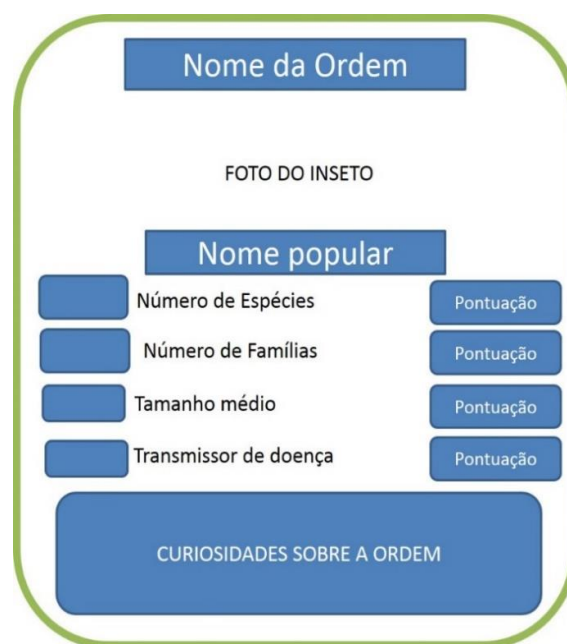 Nome da Ordem
FOTO DO INSETO
Nome popular
Número de Espécies Pontuação
Número de Famílias Pontuação
Tamanho médio Pontuação
Transmissor de doença Pontuação
CURIOSIDADES SOBRE A ORDEM